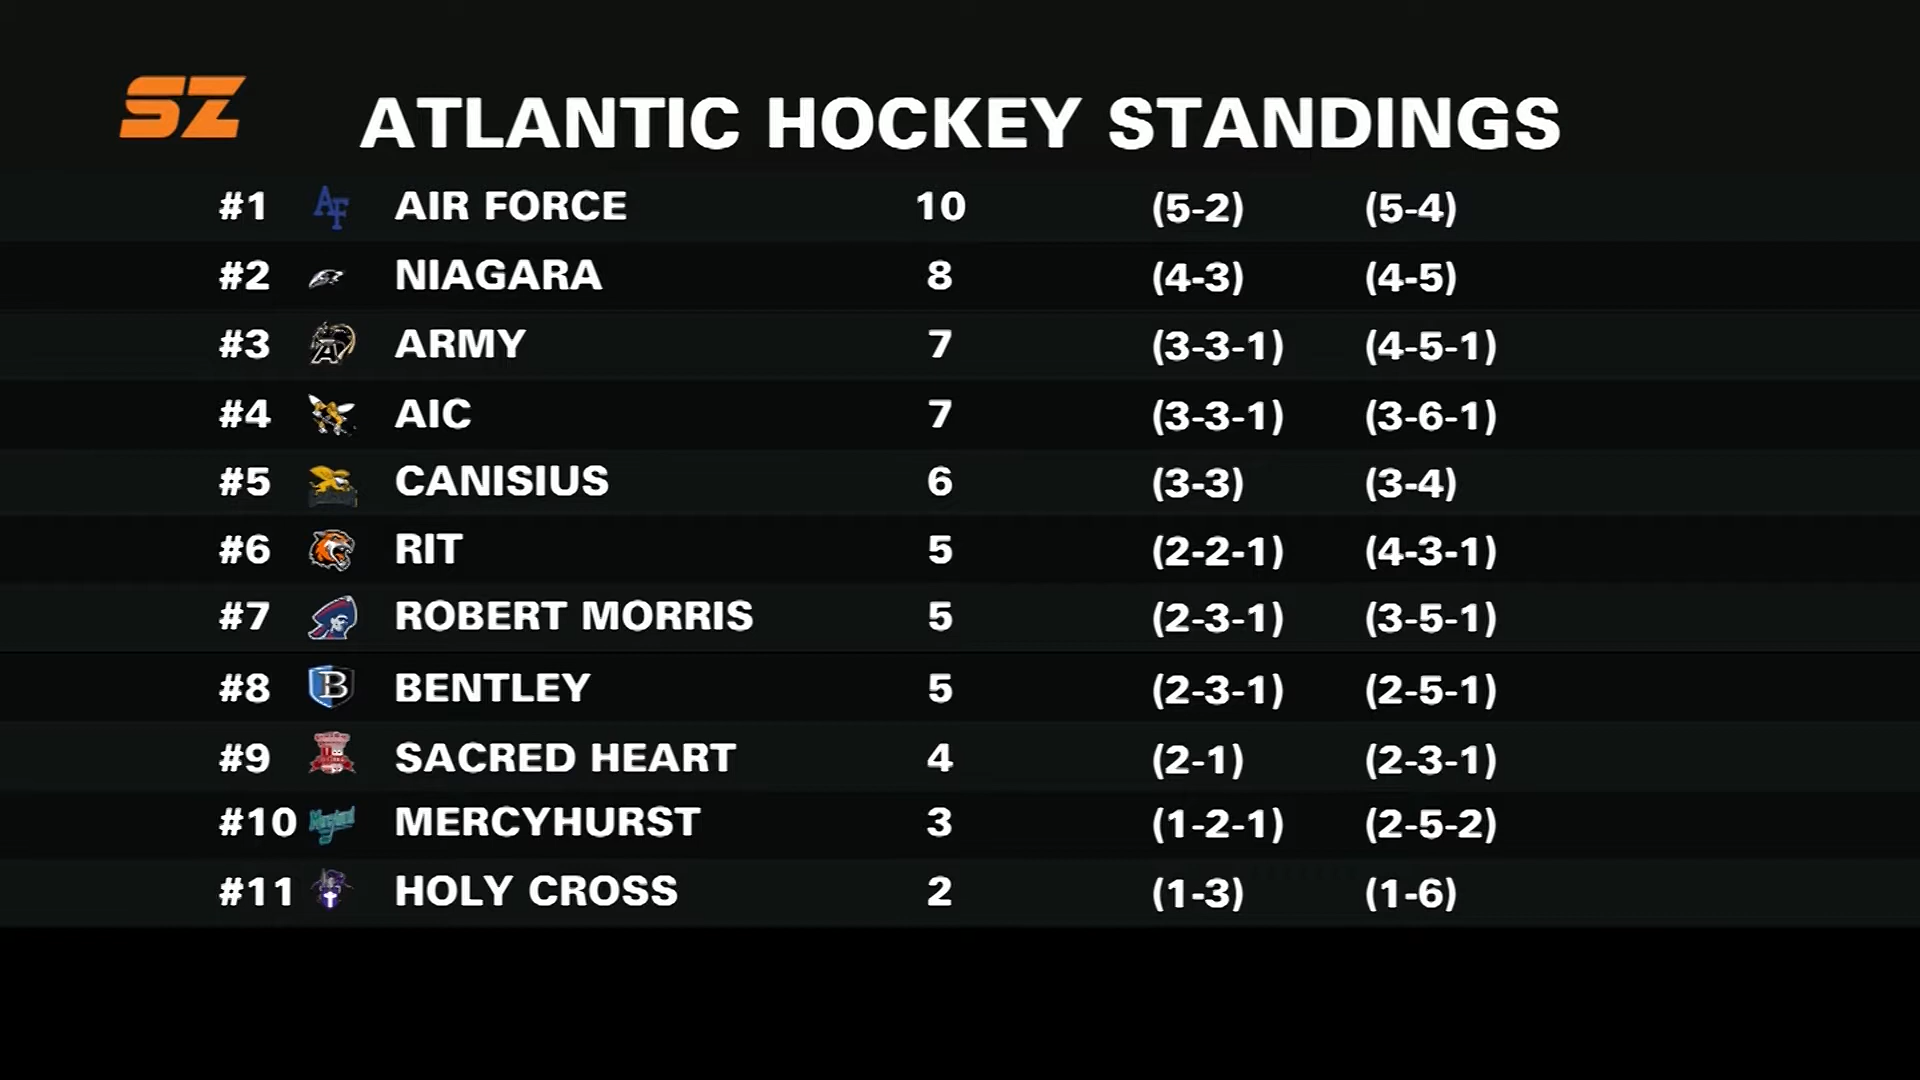 SZ
ATLANTIC HOCKEY STANDINGS
#1 AIR FORCE 10 (5-2) (5-4)
#2 NIAGARA 8 (4-3) (4-5)
#3 ARMY 7 (3-3-1) (4-5-1)
#4 AIC 7 (3-3-1) (3-6-1)
#5 CANISIUS 6 (3-3) (3-4)
#6 RIT 5 (2-2-1) (4-3-1)
#7 ROBERT MORRIS 5 (2-3-1) (3-5-1)
#8 B BENTLEY 5 (2-3-1) (2-5-1)
#9 SACRED HEART 4 (2-1) (2-3-1)
#10 MERCYHURST 3 (1-2-1) (2-5-2)
#11 HOLY CROSS 2 (1-3) (1-6)